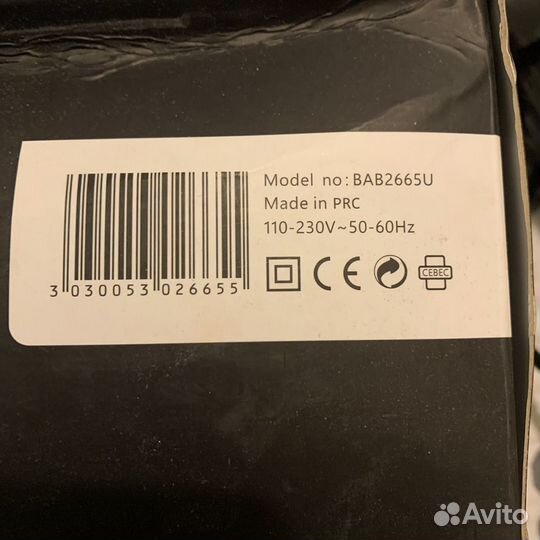 Model no: BAB2665U
Made in PRC
110-230V~50-60Hz
3 030053 026655
CE
CEBEC
Avito